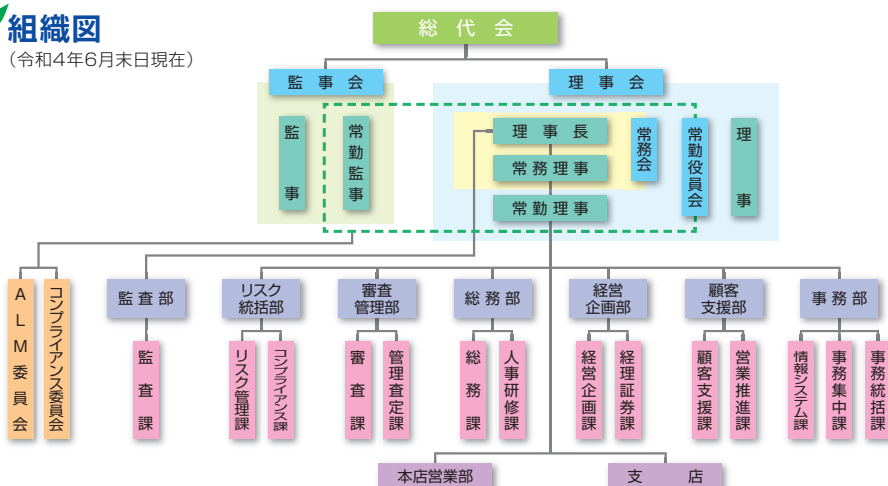 組織図
（令和4年6月末日現在）
総代会
監事会
理事会
監事
常勤監事
理事長
常務会
常勤役員会
理事
常務理事
常勤理事
ALM委員会
コンプライアンス委員会
監査部
リスク
統括部
審査
管理部
総務部
経営
企画部
顧客
支援部
事務部
監査課
リスク管理課
コンプライアンス課
審査課
管理査定課
総務課
人事研修課
経営企画課
経理証券課
顧客支援課
営業推進課
情報システム課
事務集中課
事務統括課
本店営業部
支店